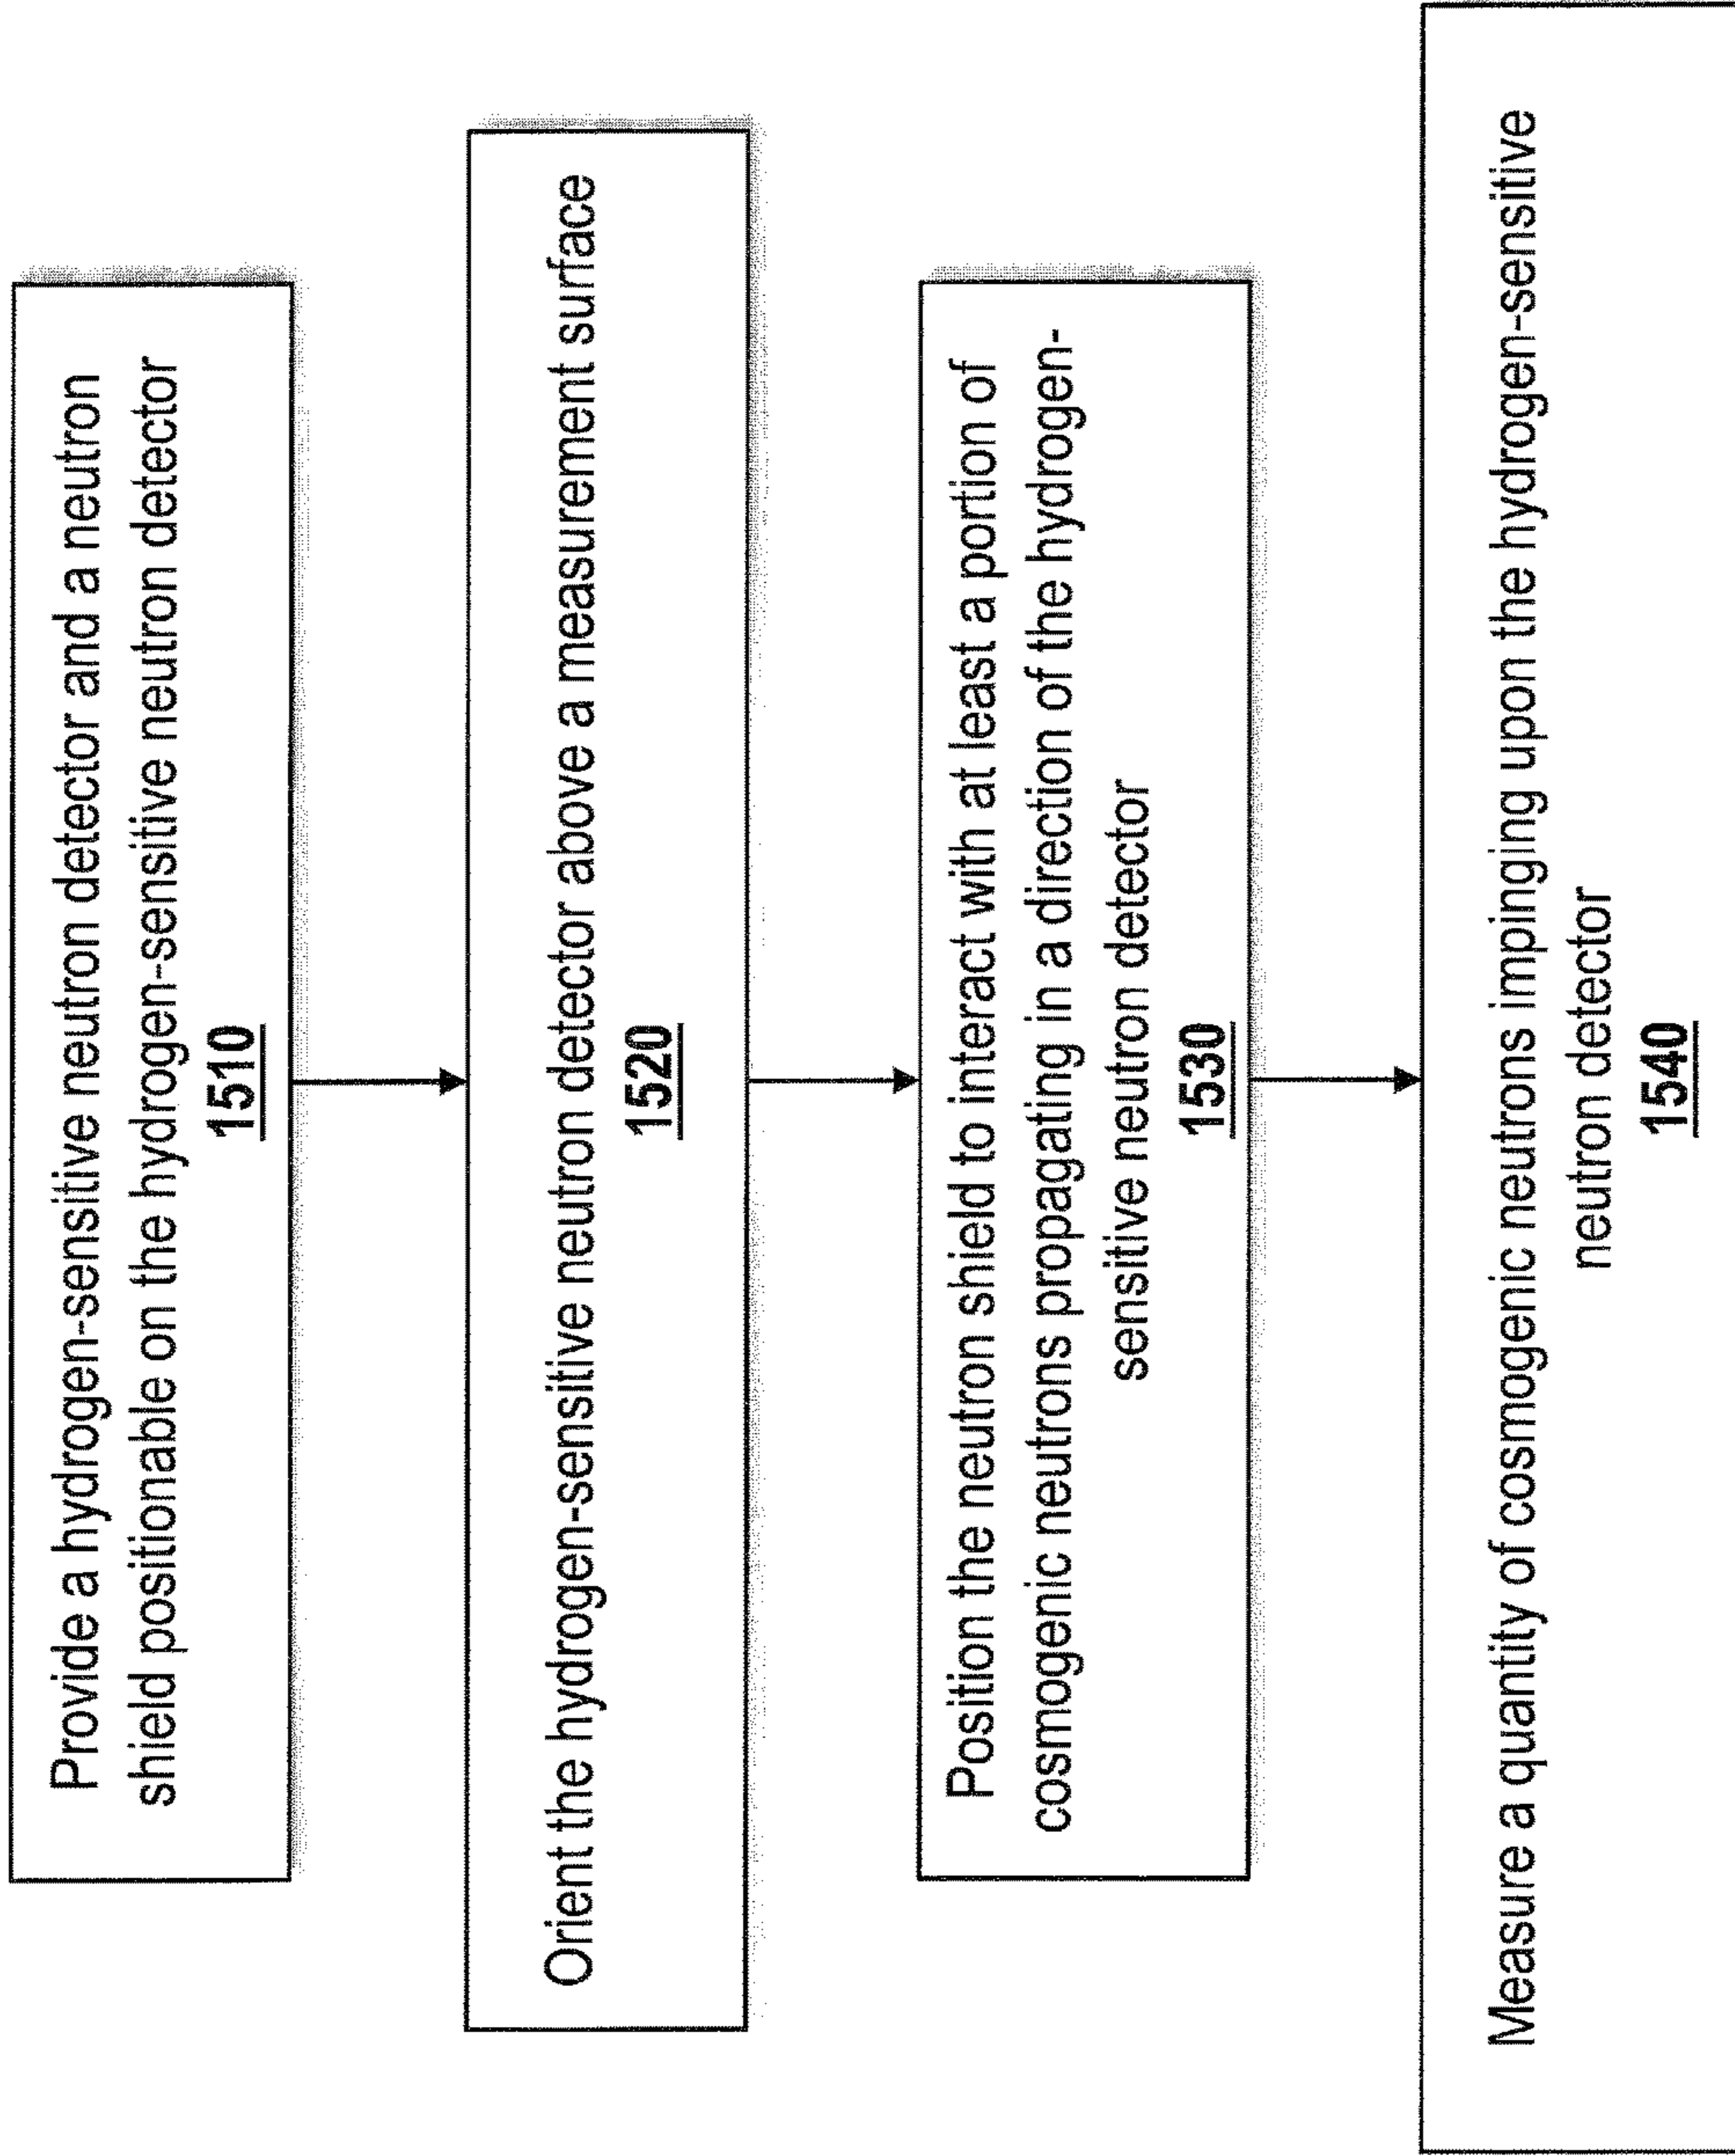 Provide a hydrogen-sensitive neutron detector and a neutron
shield positionable on the hydrogen-sensitive neutron detector
1510
Orient the hydrogen-sensitive neutron detector above a measurement surface
1520
Position the neutron shield to interact with at least a portion of
cosmogenic neutrons propagating in a direction of the hydrogen-
sensitive neutron detector
1530
Measure a quantity of cosmogenic neutrons impinging upon the hydrogen-sensitive
neutron detector
1540